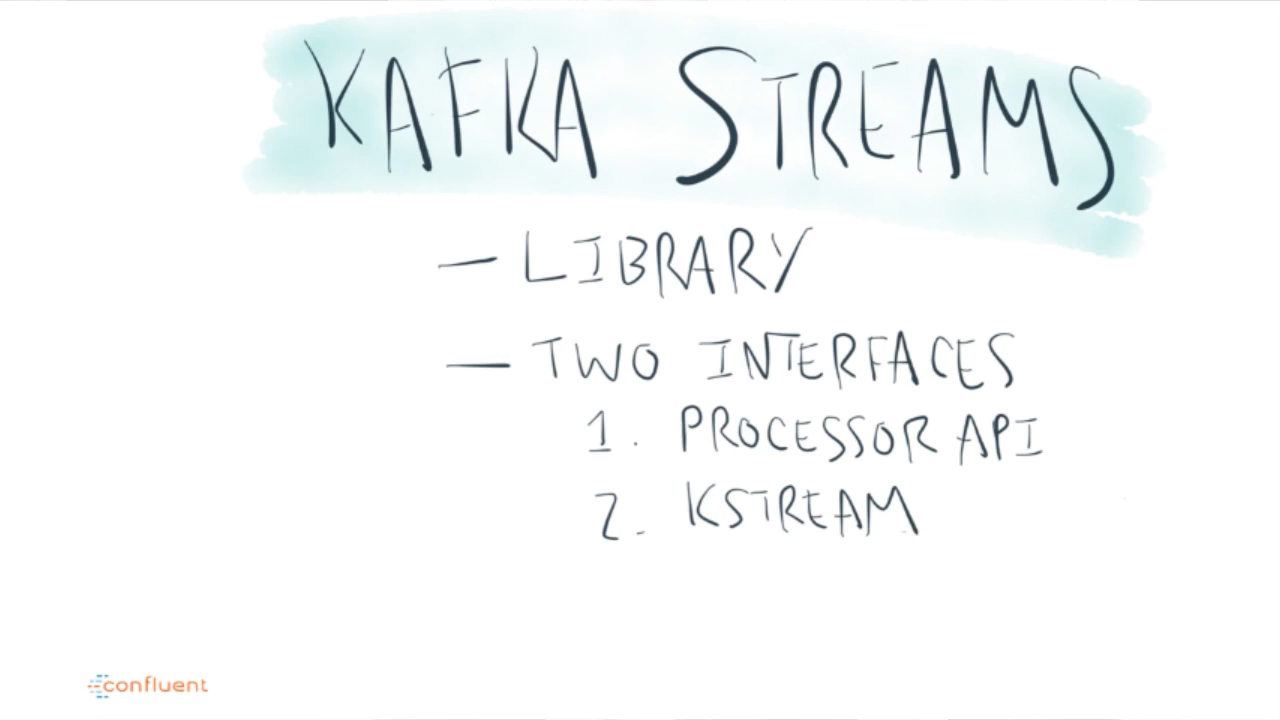 KAFKA STREAMS
— LIBRARY
— TWO INTERFACES
1. PROCESSOR API
2. KSTREAM
confluent